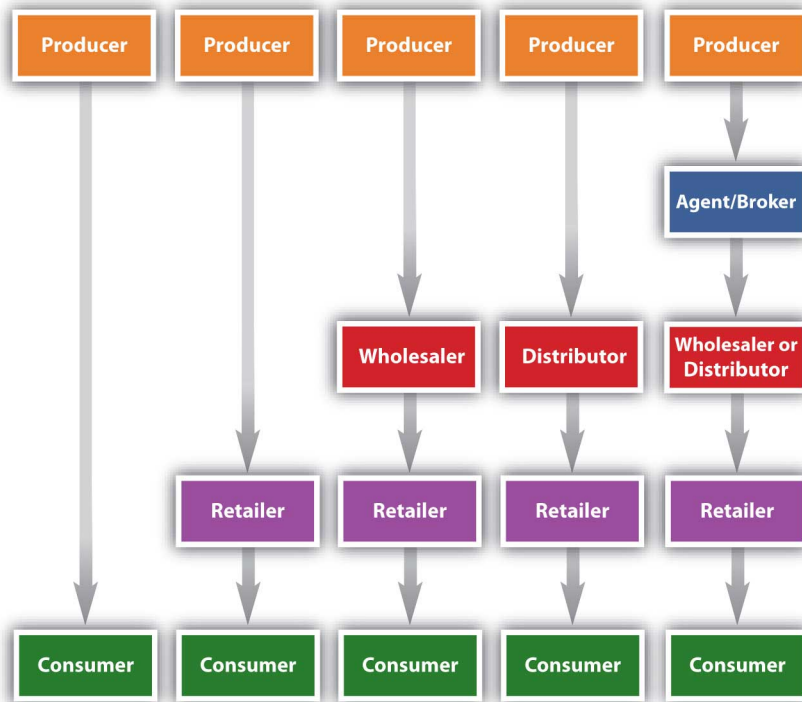 Producer Producer Producer Producer Producer
Agent/Broker
Wholesaler Distributor Wholesaler or
Distributor
Retailer Retailer Retailer Retailer
Consumer Consumer Consumer Consumer Consumer